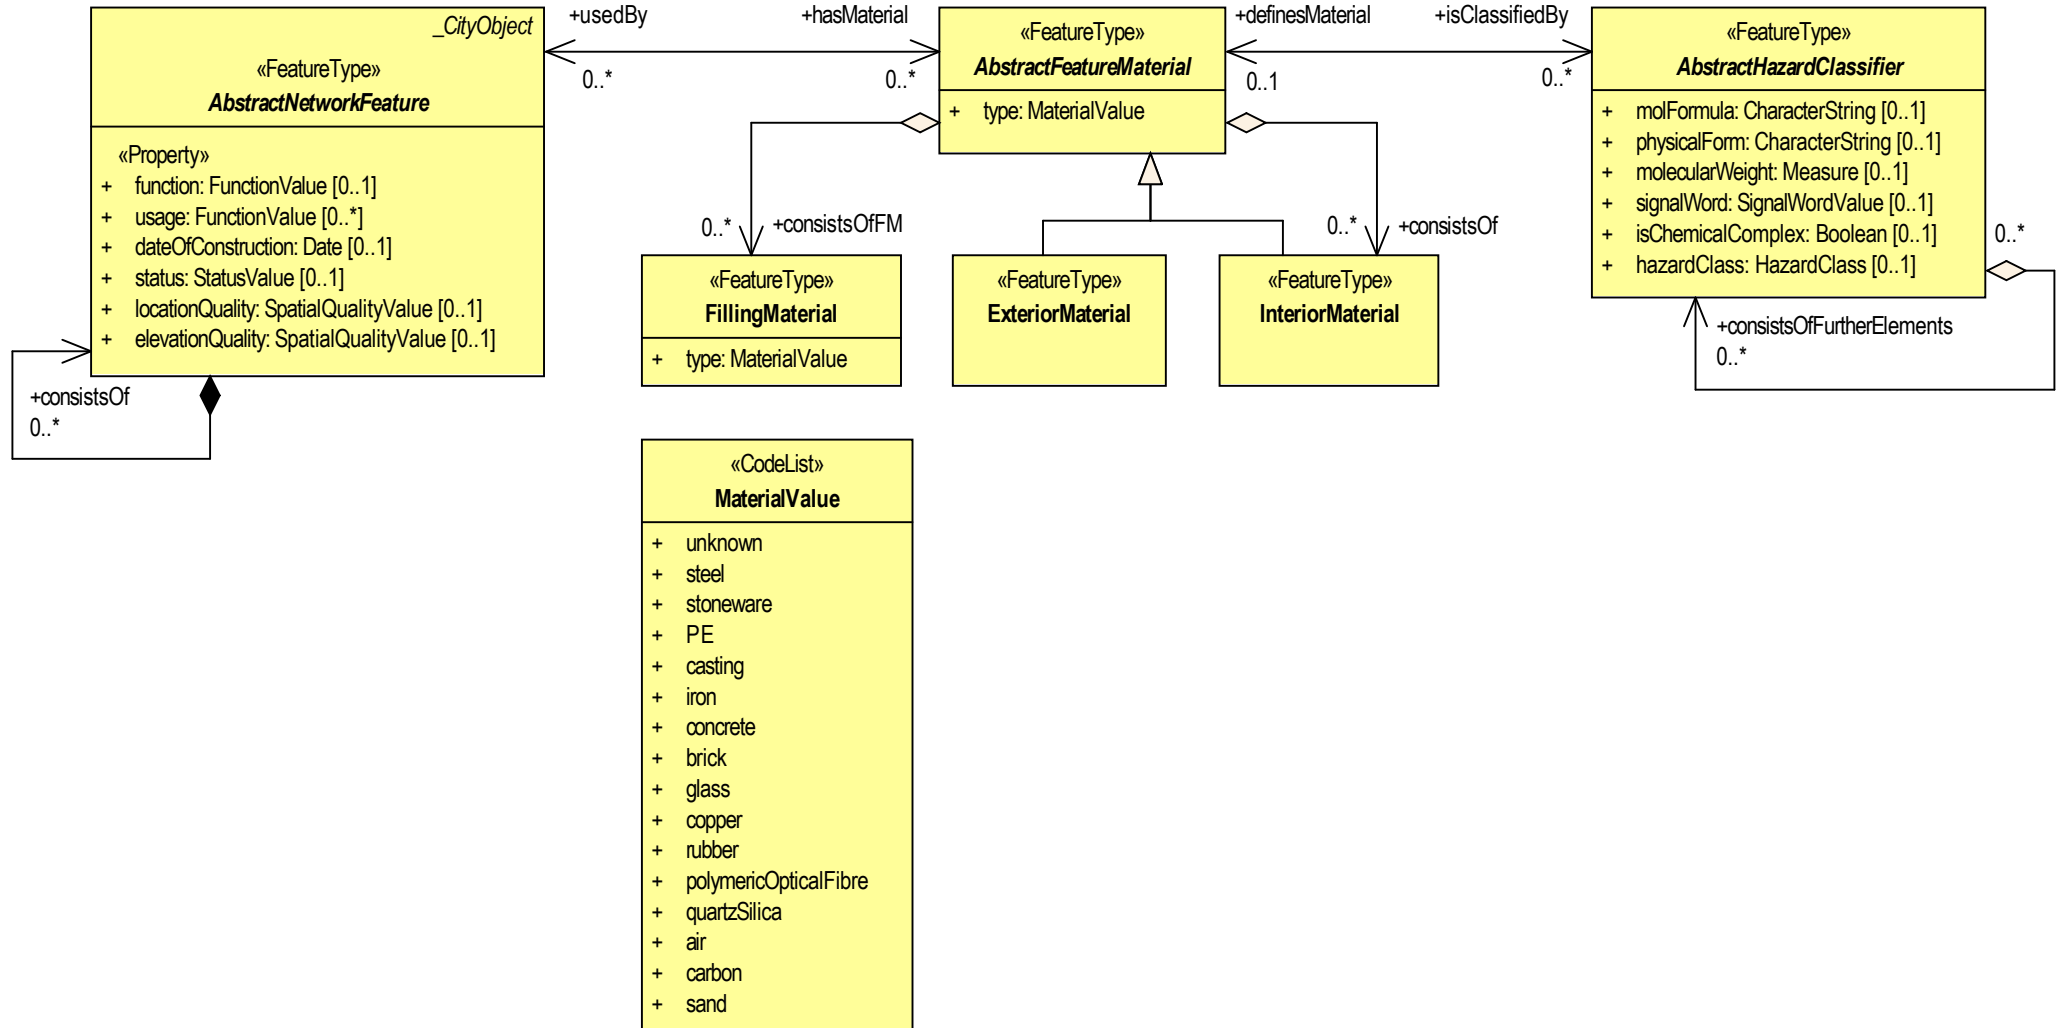 _CityObject
«FeatureType»
AbstractNetworkFeature
«Property»
+ function: FunctionValue [0..1]
+ usage: FunctionValue [0..*]
+ dateOfConstruction: Date [0..1]
+ status: StatusValue [0..1]
+ locationQuality: SpatialQualityValue [0..1]
+ elevationQuality: SpatialQualityValue [0..1]
+consistsOf
0..*
+usedBy
0..*
+hasMaterial
0..*
«FeatureType»
AbstractFeatureMaterial
+ type: MaterialValue
+definesMaterial
0..1
+isClassifiedBy
0..*
«FeatureType»
AbstractHazardClassifier
+ molFormula: CharacterString [0..1]
+ physicalForm: CharacterString [0..1]
+ molecularWeight: Measure [0..1]
+ signalWord: SignalWordValue [0..1]
+ isChemicalComplex: Boolean [0..1]
+ hazardClass: HazardClass [0..1]
0..*
+consistsOfFurtherElements
0..*
0..* +consistsOfFM
0..* +consistsOf
«FeatureType»
FillingMaterial
+ type: MaterialValue
«FeatureType»
ExteriorMaterial
«FeatureType»
InteriorMaterial
«CodeList»
MaterialValue
+ unknown
+ steel
+ stoneware
+ PE
+ casting
+ iron
+ concrete
+ brick
+ glass
+ copper
+ rubber
+ polymericOpticalFibre
+ quartzSilica
+ air
+ carbon
+ sand